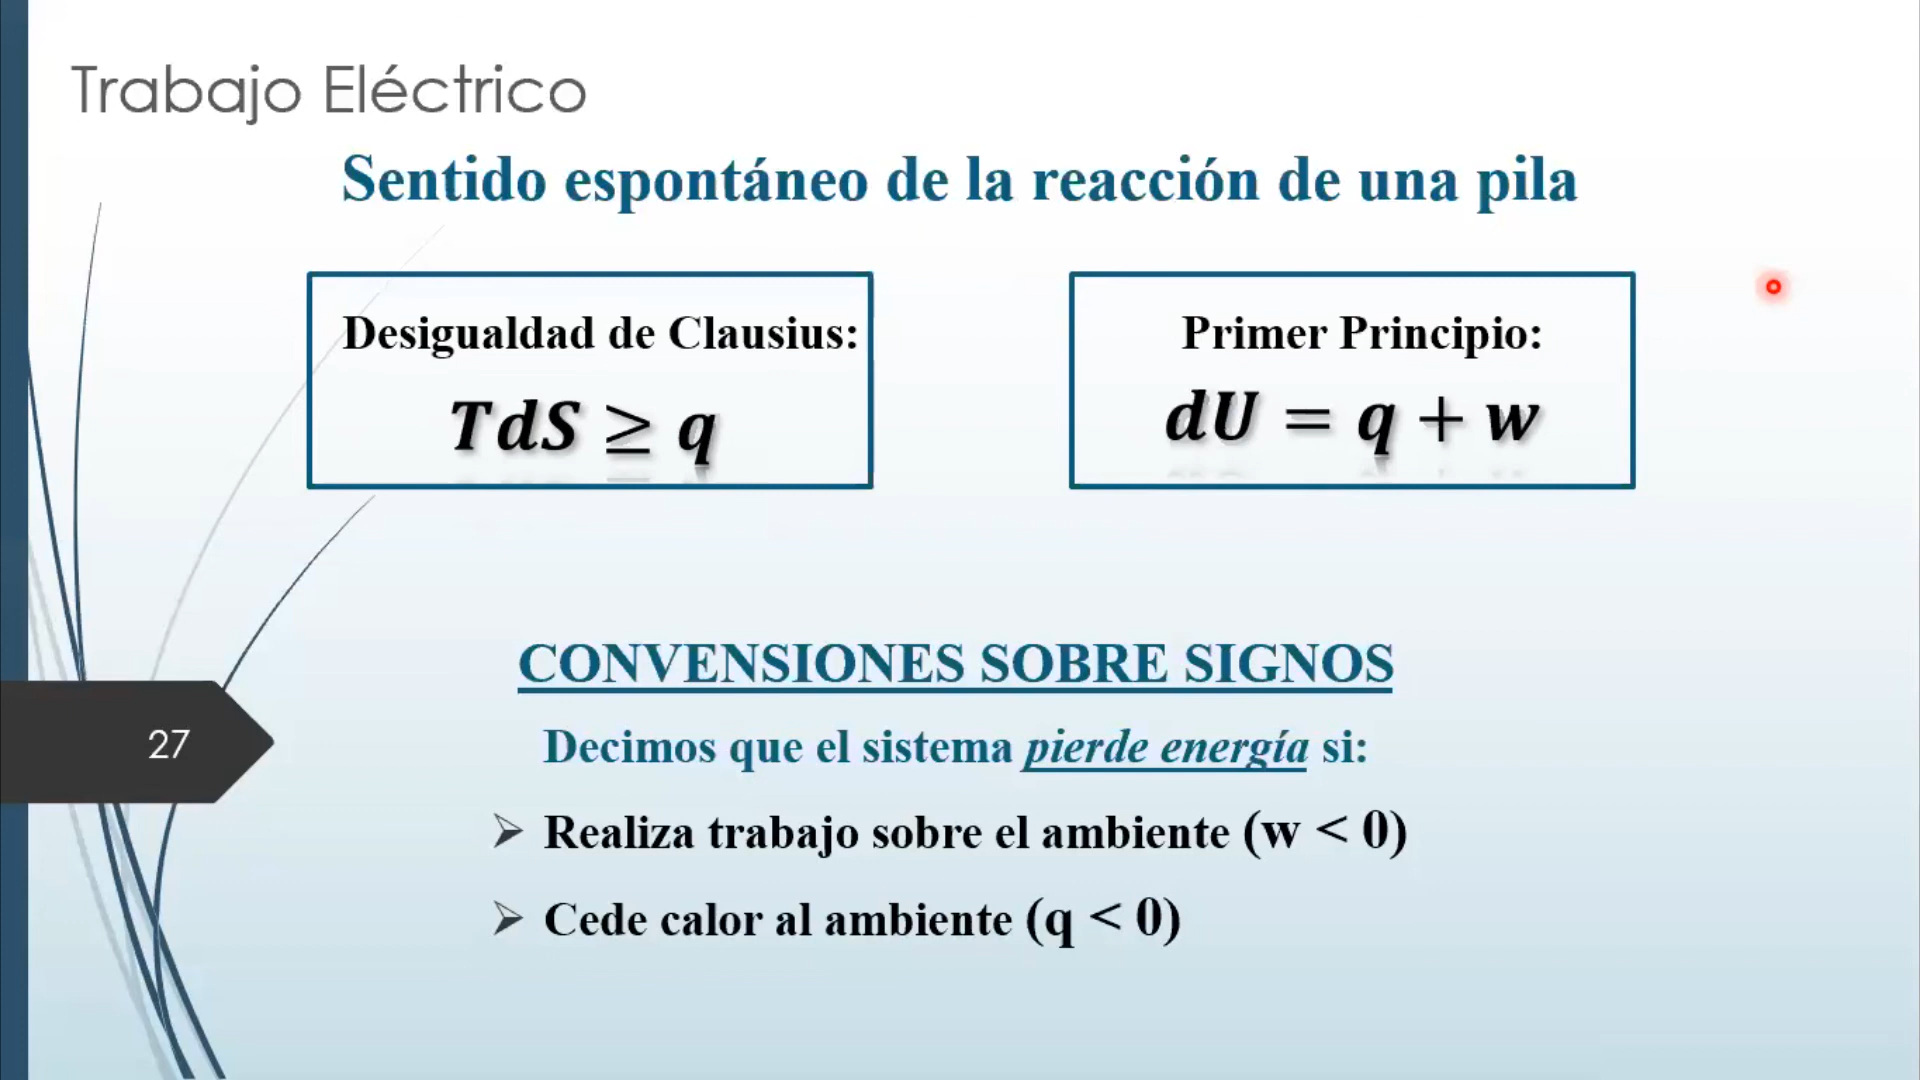 Trabajo Eléctrico
Sentido espontáneo de la reacción de una pila
Desigualdad de Clausius:
TdS ≥ q
Primer Principio:
dU = q + w
CONVENSIONES SOBRE SIGNOS
Decimos que el sistema pierde energía si:
27
➢ Realiza trabajo sobre el ambiente (w < 0)
➢ Cede calor al ambiente (q < 0)